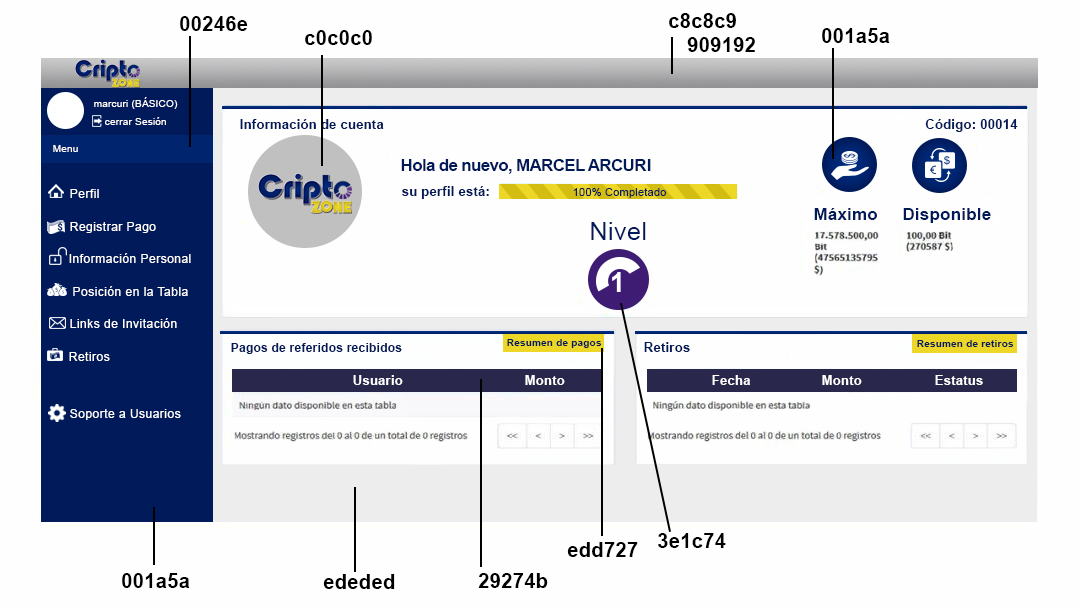 00246e
c0c0c0
c8c8c9
909192
001a5a
Cripto
ZONE
marcuri (BÁSICO)
cerrar Sesión
Menu
Perfil
Registrar Pago
Información Personal
Posición en la Tabla
Links de Invitación
Retiros
Soporte a Usuarios
Información de cuenta
Código: 00014
Cripto
ZONE
Hola de nuevo, MARCEL ARCURI
su perfil está:
100% Completado
Nivel
1
$
€
$
Máximo
17.578.500,00
Bit
(47565135795
$)
Disponible
100,00 Bit
(270587 $)
Pagos de referidos recibidos
Resumen de pagos
Usuario Monto
Ningún dato disponible en esta tabla
Mostrando registros del 0 al 0 de un total de 0 registros
<< < > >>
Retiros
Resumen de retiros
Fecha Monto Estatus
Ningún dato disponible en esta tabla
Mostrando registros del 0 al 0 de un total de 0 registros
<< < > >>
001a5a
ededed
29274b
edd727
3e1c74